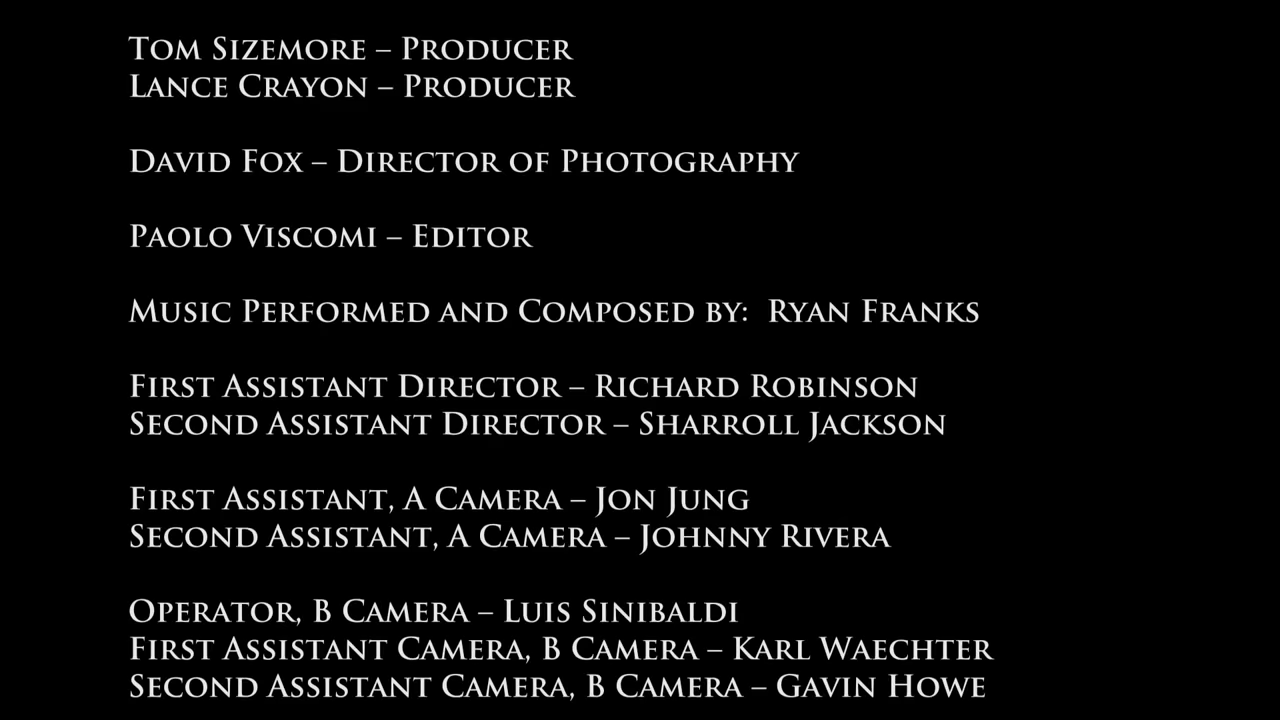 Tom Sizemore – Producer
Lance Crayon – Producer
David Fox – Director of Photography
Paolo Viscomi – Editor
Music Performed and Composed by: Ryan Franks
First Assistant Director – Richard Robinson
Second Assistant Director – Sharroll Jackson
First Assistant, A Camera – Jon Jung
Second Assistant, A Camera – Johnny Rivera
Operator, B Camera – Luis Sinibaldi
First Assistant Camera, B Camera – Karl Waechter
Second Assistant Camera, B Camera – Gavin Howe